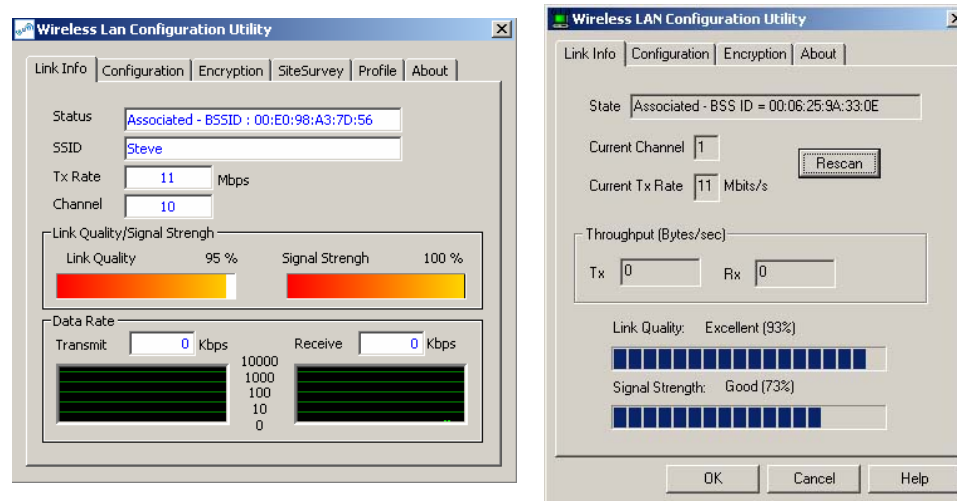 Wireless Lan Configuration Utility
Link Info Configuration Encryption SiteSurvey Profile About
Status Associated - BSSID : 00:E0:98:A3:7D:56
SSID Steve
Tx Rate 11 Mbps
Channel 10
Link Quality/Signal Strengh
Link Quality 95 % Signal Strengh 100 %
Data Rate
Transmit 0 Kbps Receive 0 Kbps
10000
1000
100
10
0
Wireless LAN Configuration Utility
Link Info Configuration Encryption About
State Associated - BSS ID = 00:06:25:9A:33:0E
Current Channel 1
Rescan
Current Tx Rate 11 Mbits/s
Throughput (Bytes/sec)
Tx 0 Rx 0
Link Quality: Excellent (93%)
Signal Strength: Good (73%)
OK Cancel Help